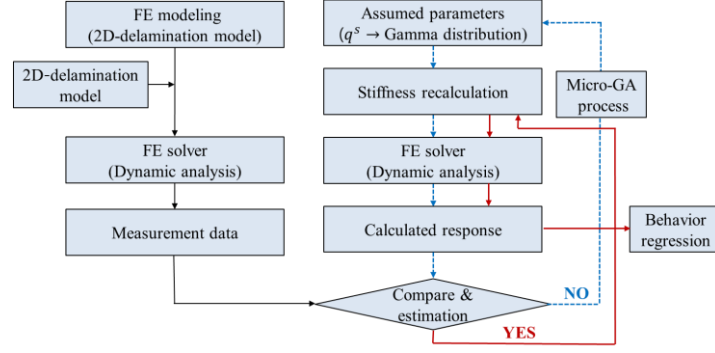 FE modeling
(2D-delamination model)
2D-delamination
model
FE solver
(Dynamic analysis)
Measurement data
Assumed parameters
(qˢ → Gamma distribution)
Stiffness recalculation
FE solver
(Dynamic analysis)
Calculated response
Compare &
estimation
Micro-GA
process
Behavior
regression
NO
YES